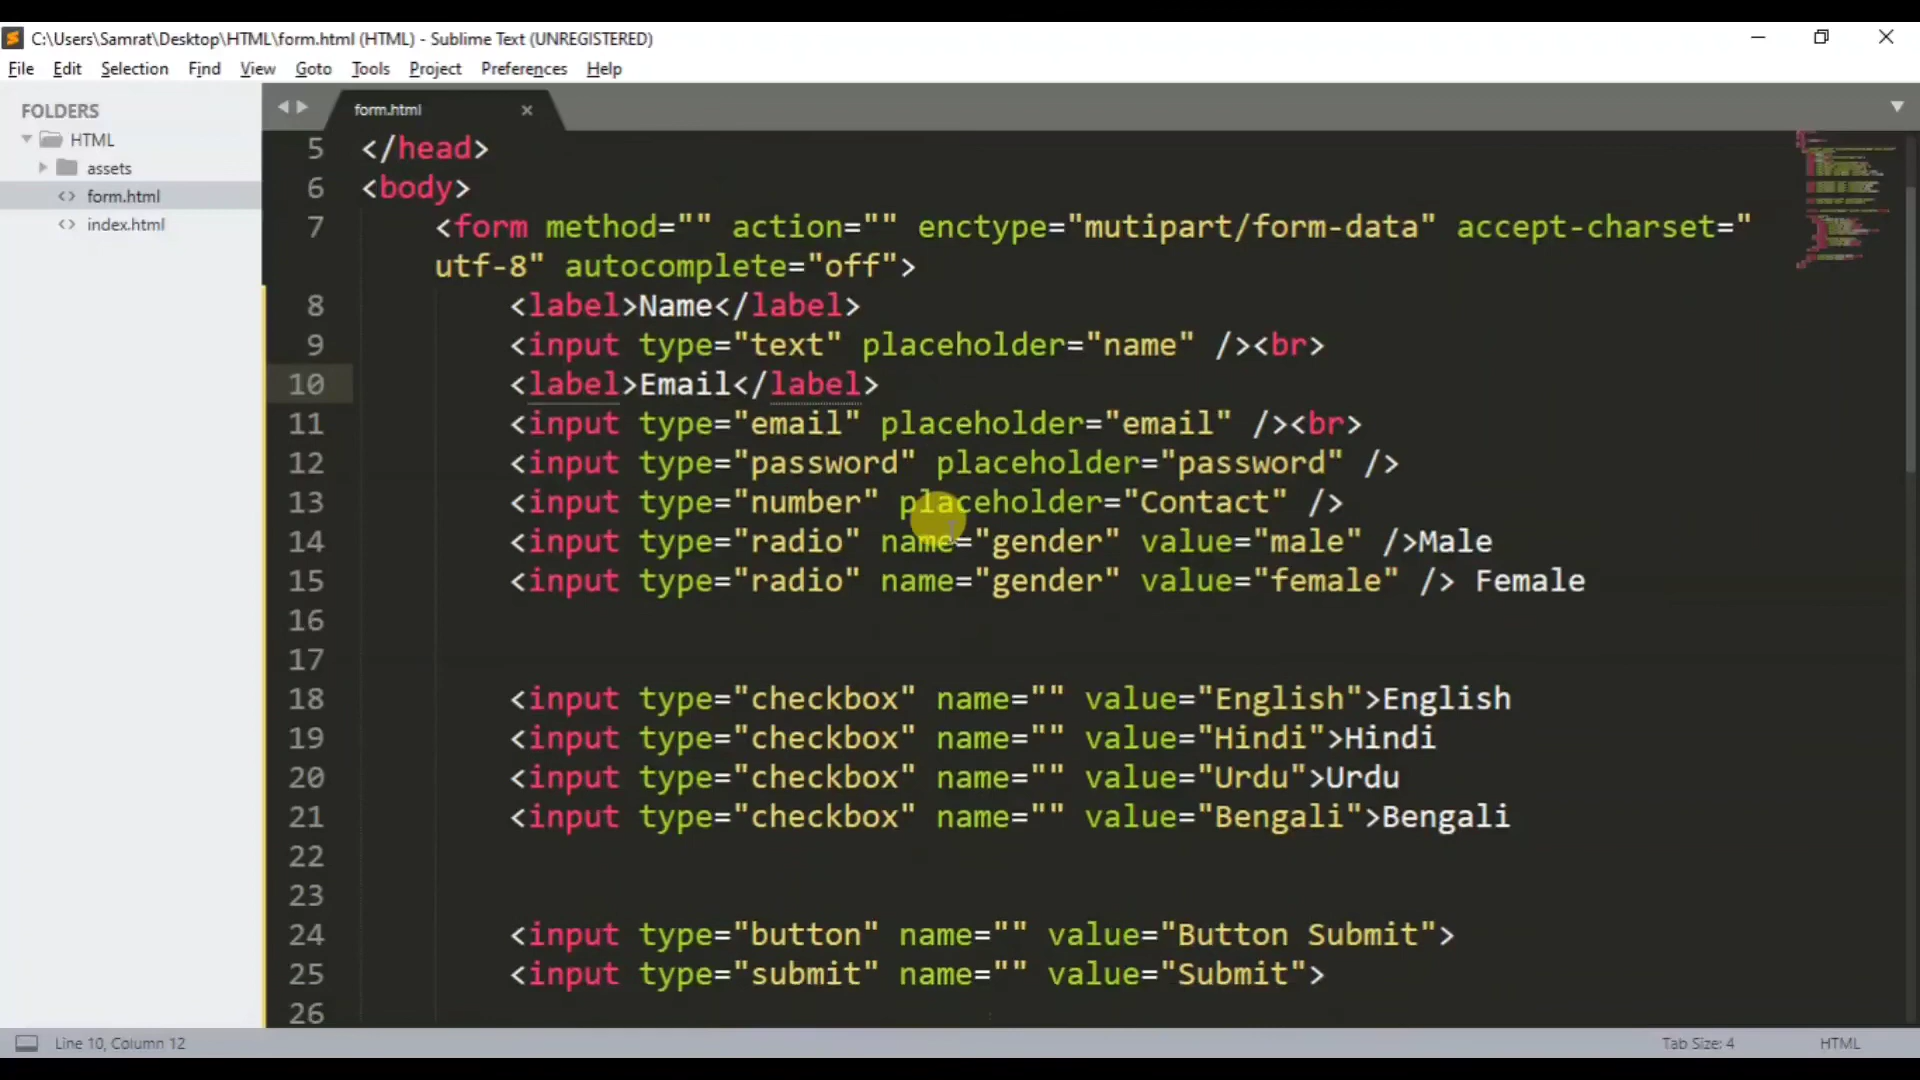 C:\Users\Samrat\Desktop\HTML\form.html (HTML) - Sublime Text (UNREGISTERED)
File Edit Selection Find View Goto Tools Project Preferences Help
FOLDERS
HTML
assets
form.html
index.html
form.html
5 </head>
6 <body>
7 <form method="" action="" enctype="mutipart/form-data" accept-charset="
utf-8" autocomplete="off">
8 <label>Name</label>
9 <input type="text" placeholder="name" /><br>
10 <label>Email</label>
11 <input type="email" placeholder="email" /><br>
12 <input type="password" placeholder="password" />
13 <input type="number" placeholder="Contact" />
14 <input type="radio" name="gender" value="male" />Male
15 <input type="radio" name="gender" value="female" /> Female
16
17
18 <input type="checkbox" name="" value="English">English
19 <input type="checkbox" name="" value="Hindi">Hindi
20 <input type="checkbox" name="" value="Urdu">Urdu
21 <input type="checkbox" name="" value="Bengali">Bengali
22
23
24 <input type="button" name="" value="Button Submit">
25 <input type="submit" name="" value="Submit">
26
Line 10, Column 12 Tab Size: 4 HTML